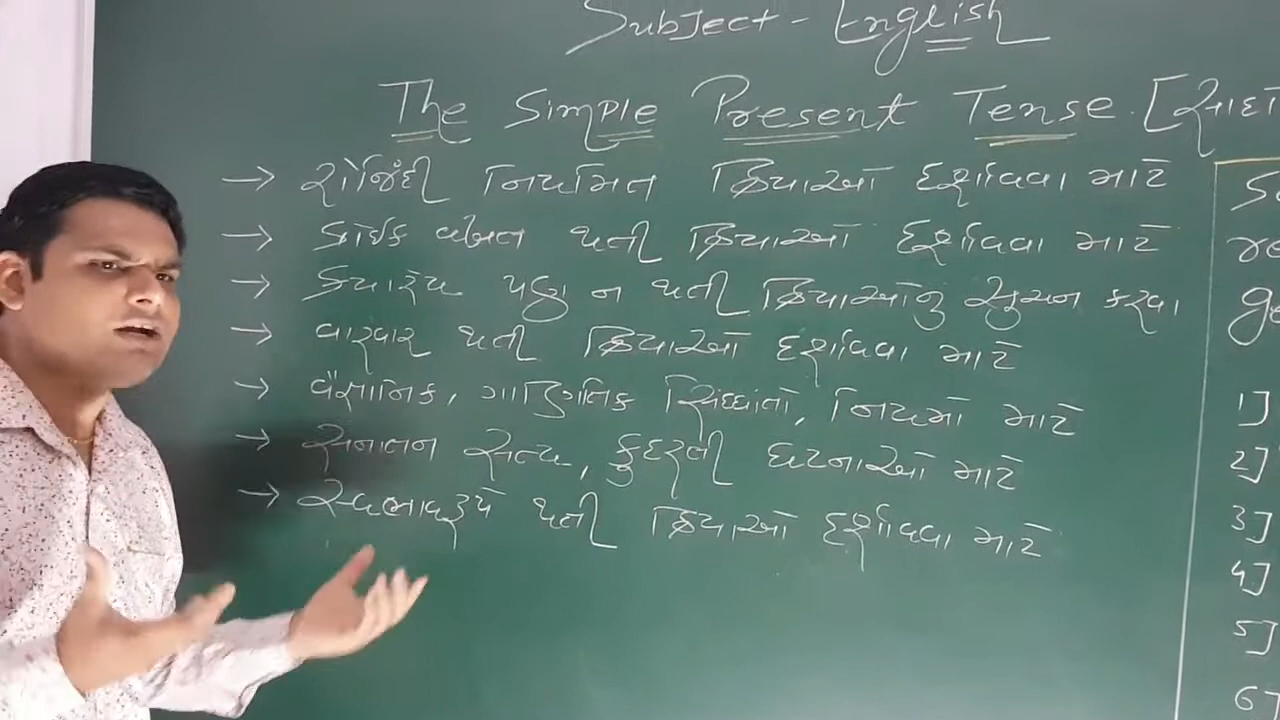 Subject - English
The Simple Present Tense. [સાદો
→ રોજિંદી નિયમિત ક્રિયાઓ દર્શાવવા માટે
→ કોઈક વખત થતી ક્રિયાઓ દર્શાવવા માટે
→ ક્યારેય પણ ન થતી ક્રિયાઓનુ સુચન કરવા
→ વારંવાર થતી ક્રિયાઓ દર્શાવવા માટે
→ વૈજ્ઞાનિક, ગાણિતિક સિધ્ધાંતો, નિયમો માટે
→ સનાતન સત્ય, કુદરતી ઘટનાઓ માટે
→ સ્વભાવરૂપે થતી ક્રિયાઓ દર્શાવવા માટે
1]
2]
3]
4]
5]
6]